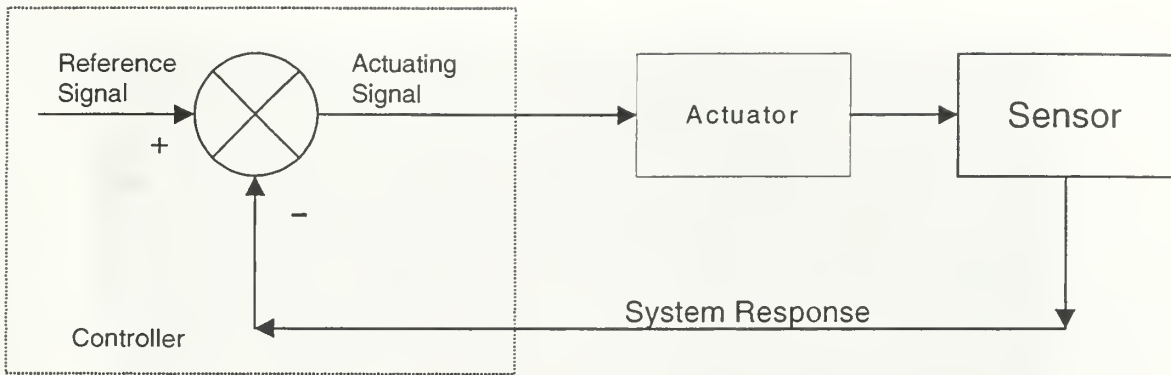 Reference
Signal
Actuating
Signal
Actuator
Sensor
+
–
System Response
Controller